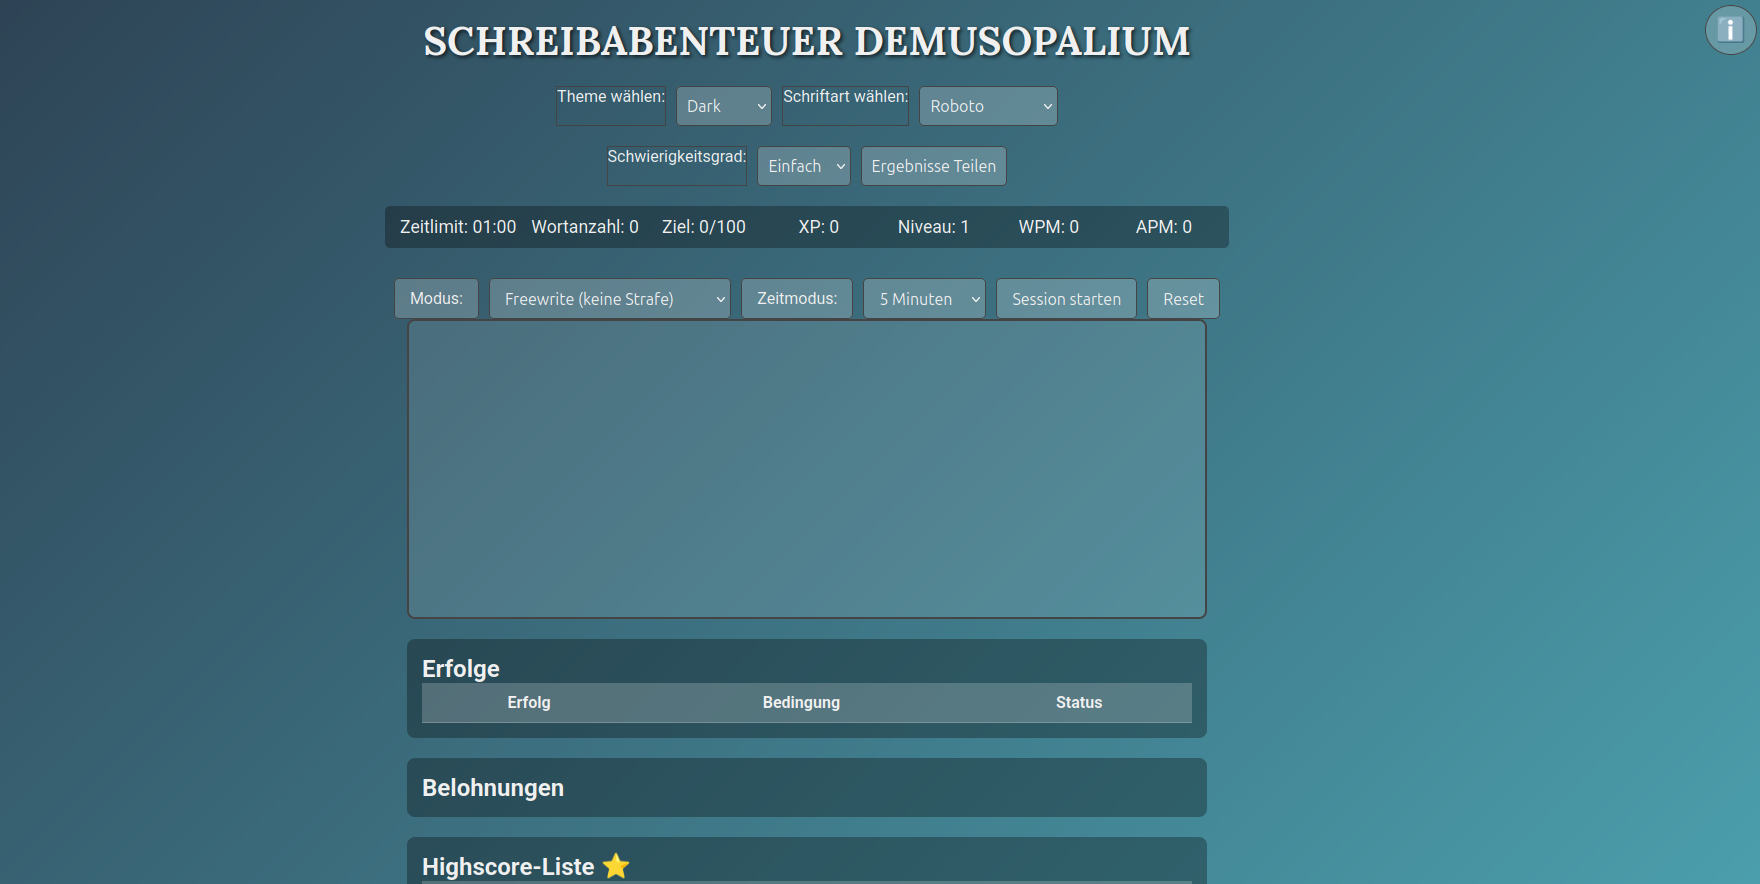 SCHREIBABENTEUER DEMUSOPALIUM
Theme wählen: Dark Schriftart wählen: Roboto
Schwierigkeitsgrad: Einfach Ergebnisse Teilen
Zeitlimit: 01:00 Wortanzahl: 0 Ziel: 0/100 XP: 0 Niveau: 1 WPM: 0 APM: 0
Modus: Freewrite (keine Strafe) Zeitmodus: 5 Minuten Session starten Reset
Erfolge
Erfolg Bedingung Status
Belohnungen
Highscore-Liste ⭐